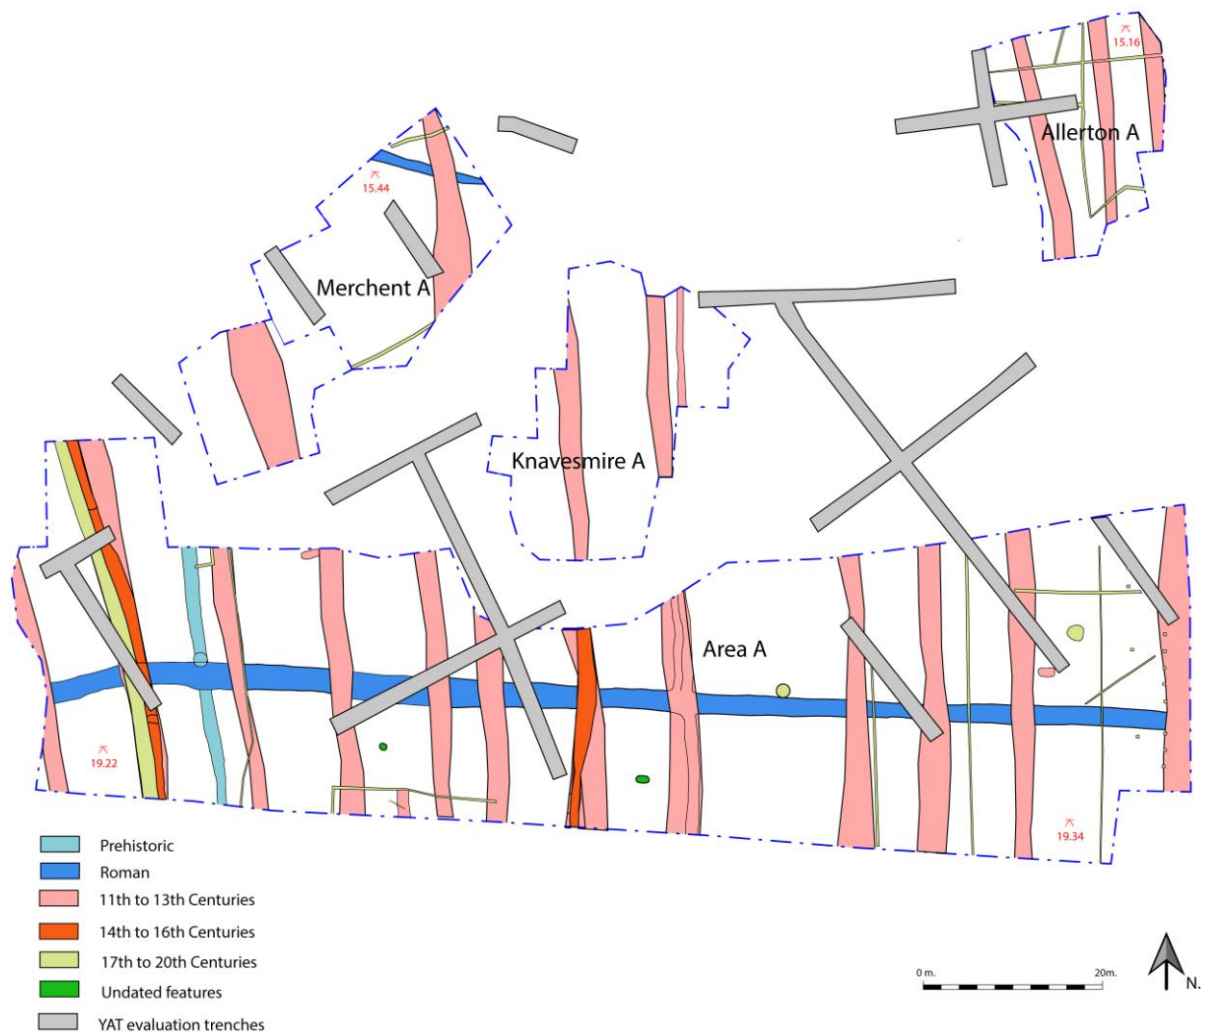 15.16
Allerton A
15.44
Merchent A
Knavesmire A
Area A
19.22
19.34
Prehistoric
Roman
11th to 13th Centuries
14th to 16th Centuries
17th to 20th Centuries
Undated features
YAT evaluation trenches
0 m. 20m.
N.